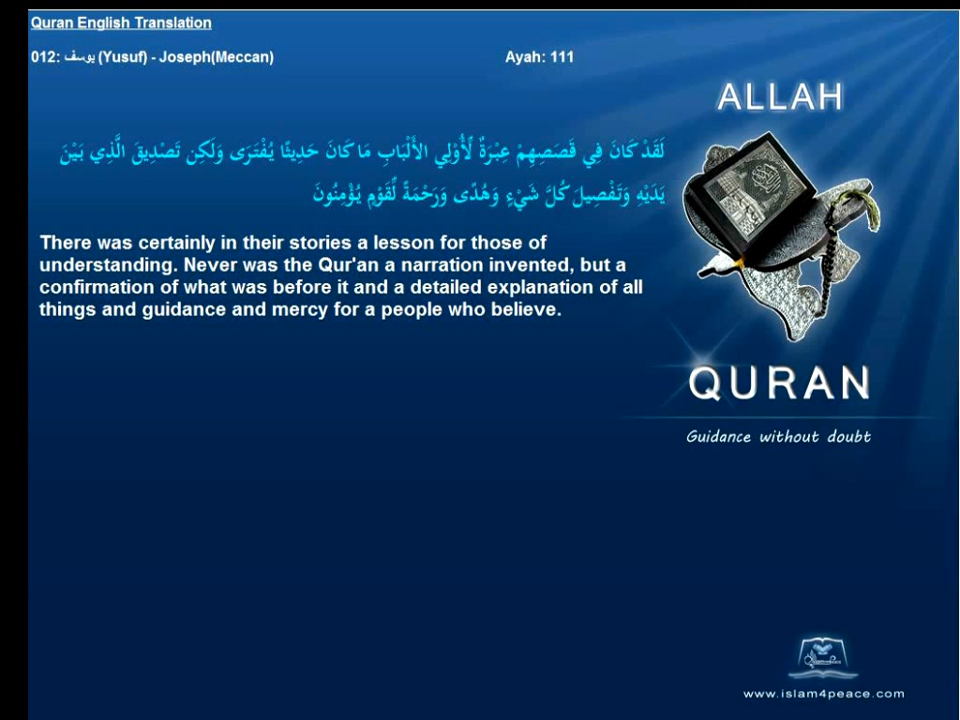 Quran English Translation
012: يوسف (Yusuf) - Joseph(Meccan) Ayah: 111
ALLAH
لَقَدْ كَانَ فِي قَصَصِهِمْ عِبْرَةٌ لِّأُوْلِي الأَلْبَابِ مَا كَانَ حَدِيثًا يُفْتَرَى وَلَكِن تَصْدِيقَ الَّذِي بَيْنَ
يَدَيْهِ وَتَفْصِيلَ كُلَّ شَيْءٍ وَهُدًى وَرَحْمَةً لِّقَوْمٍ يُؤْمِنُونَ
There was certainly in their stories a lesson for those of
understanding. Never was the Qur'an a narration invented, but a
confirmation of what was before it and a detailed explanation of all
things and guidance and mercy for a people who believe.
QURAN
Guidance without doubt
www.islam4peace.com